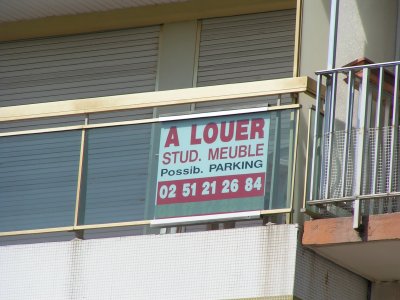 A LOUER
STUD. MEUBLE
Possib. PARKING
02 51 21 26 84